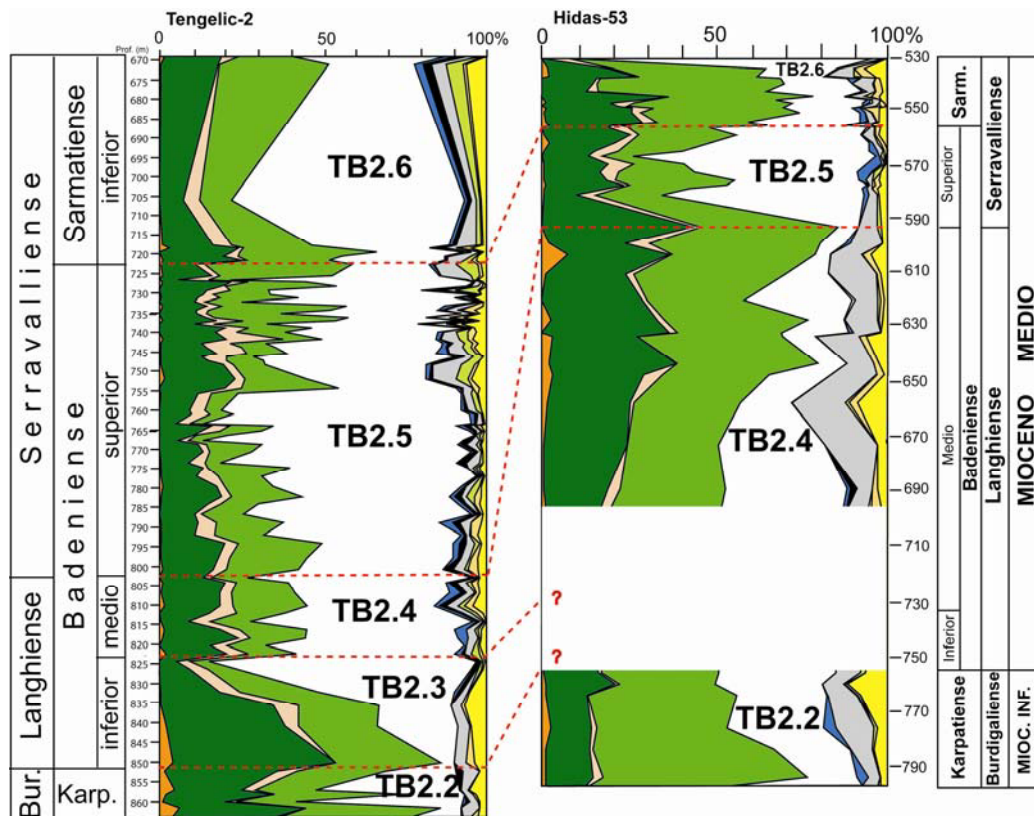 Tengelic-2
Prof. (m)
0
50
100%
670
675
680
685
690
695
700
705
710
715
720
725
730
735
740
745
750
755
760
765
770
775
780
785
790
795
800
805
810
815
820
825
830
835
840
845
850
855
860
Serravalliense
Langhiense
Bur.
Sarmatiense
Badeniense
Karp.
inferior
superior
medio
inferior
TB2.6
TB2.5
TB2.4
TB2.3
TB2.2
Hidas-53
0
50
100%
530
550
570
590
610
630
650
670
690
710
730
750
770
790
TB2.6
TB2.5
TB2.4
TB2.2
?
?
Sarm.
Superior
Medio
Inferior
Badeniense
Karpatiense
Serravalliense
Langhiense
Burdigaliense
MIOCENO MEDIO
MIOC. INF.